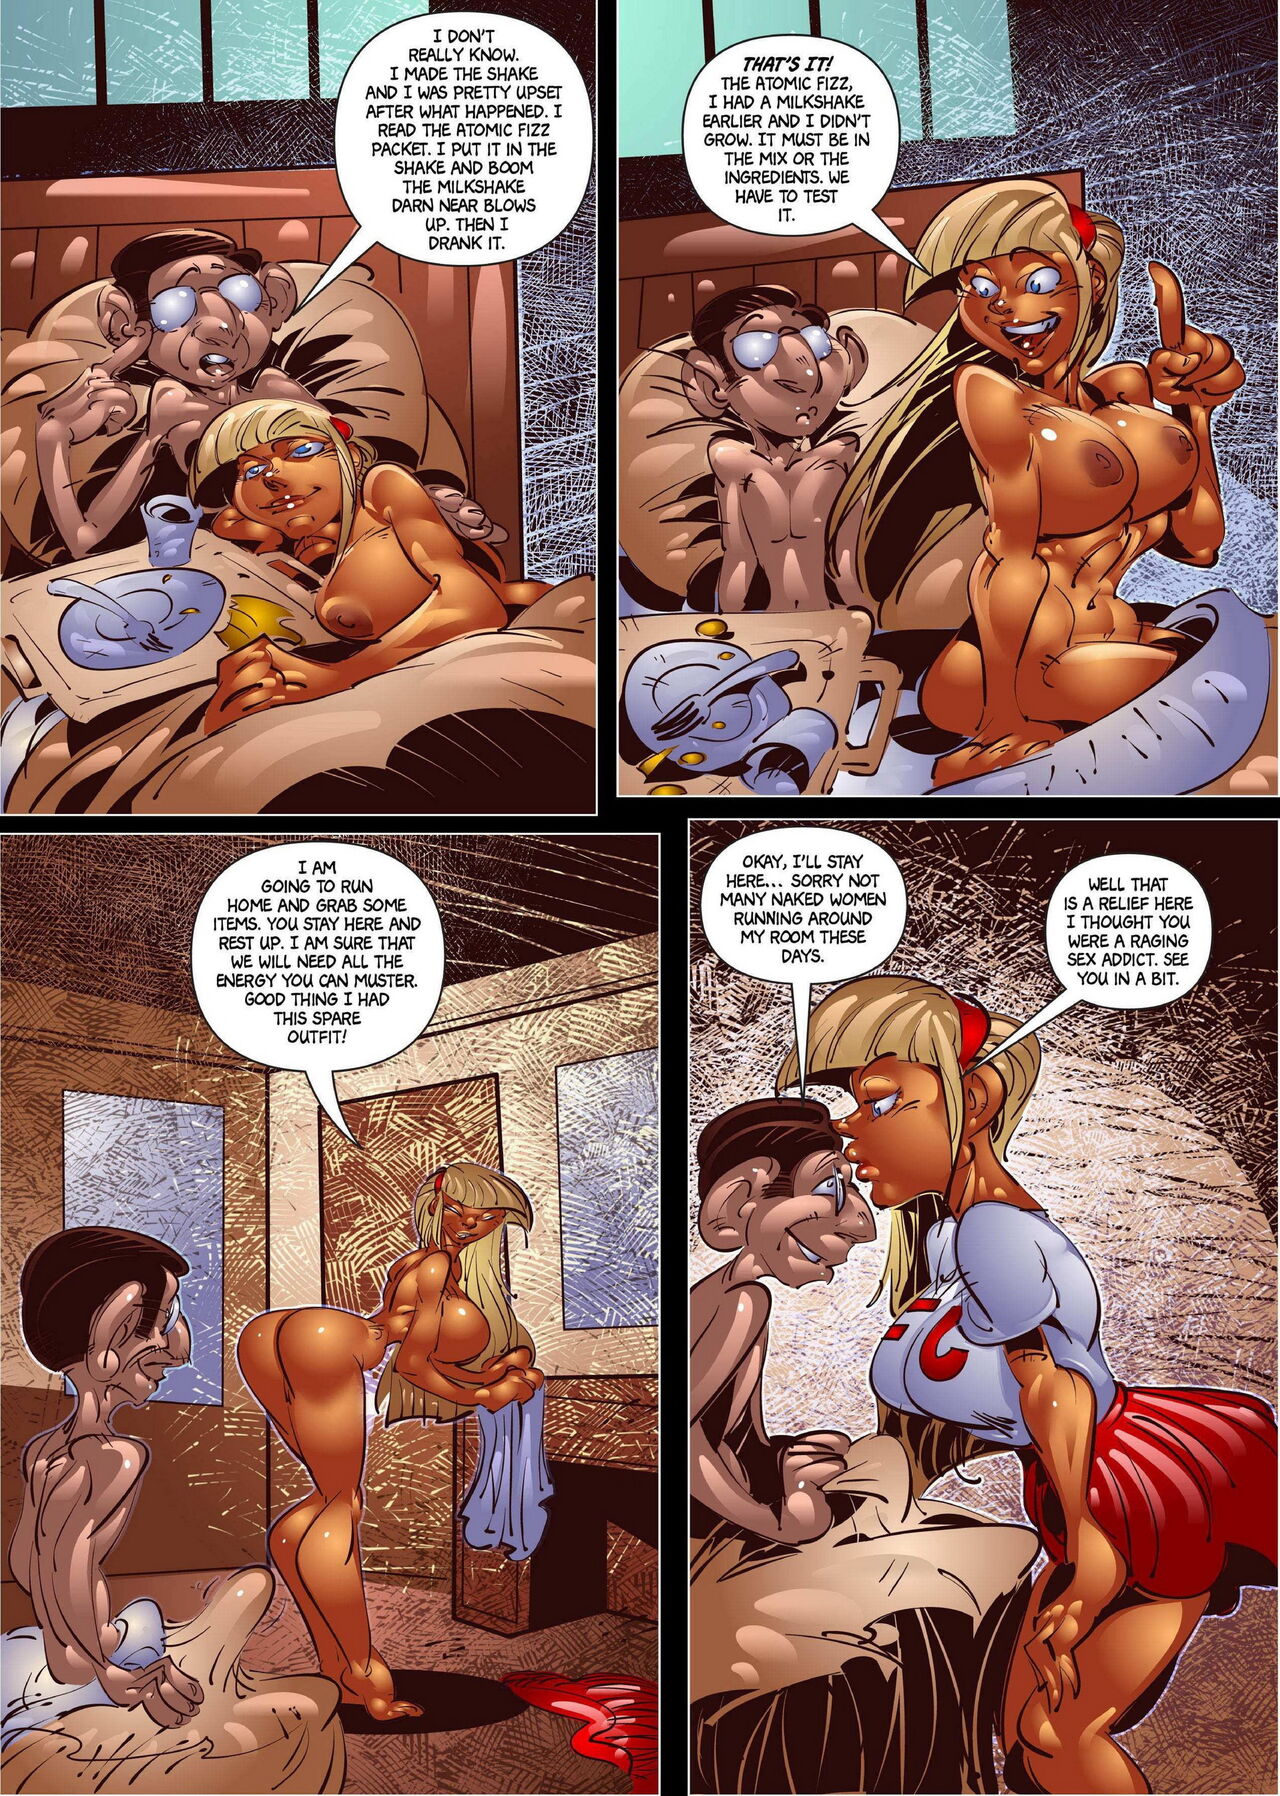 I DON'T
REALLY KNOW.
I MADE THE SHAKE
AND I WAS PRETTY UPSET
AFTER WHAT HAPPENED. I
READ THE ATOMIC FIZZ
PACKET. I PUT IT IN THE
SHAKE AND BOOM
THE MILKSHAKE
DARN NEAR BLOWS
UP. THEN I
DRANK IT.
THAT'S IT!
THE ATOMIC FIZZ,
I HAD A MILKSHAKE
EARLIER AND I DIDN'T
GROW. IT MUST BE IN
THE MIX OR THE
INGREDIENTS. WE
HAVE TO TEST
IT.
I AM
GOING TO RUN
HOME AND GRAB SOME
ITEMS. YOU STAY HERE AND
REST UP. I AM SURE THAT
WE WILL NEED ALL THE
ENERGY YOU CAN MUSTER.
GOOD THING I HAD
THIS SPARE
OUTFIT!
OKAY, I'LL STAY
HERE... SORRY NOT
MANY NAKED WOMEN
RUNNING AROUND
MY ROOM THESE
DAYS.
WELL THAT
IS A RELIEF HERE
I THOUGHT YOU
WERE A RAGING
SEX ADDICT. SEE
YOU IN A BIT.